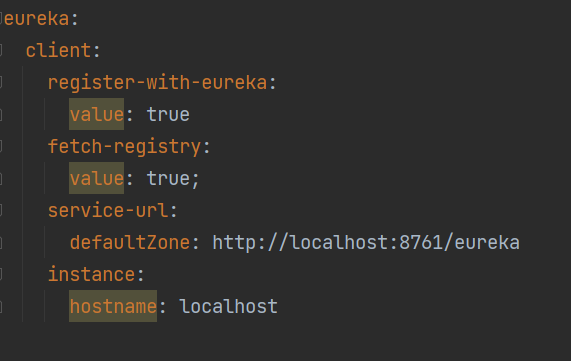 eureka:
  client:
    register-with-eureka:
      value: true
    fetch-registry:
      value: true;
    service-url:
      defaultZone: http://localhost:8761/eureka
    instance:
      hostname: localhost